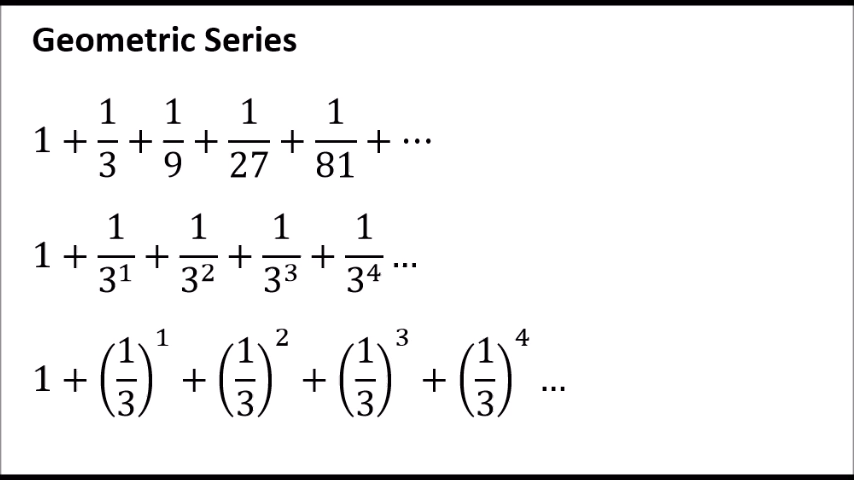 Geometric Series
1 + 1/3 + 1/9 + 1/27 + 1/81 + ⋯
1 + 1/3¹ + 1/3² + 1/3³ + 1/3⁴ ...
1 + (1/3)¹ + (1/3)² + (1/3)³ + (1/3)⁴ ...